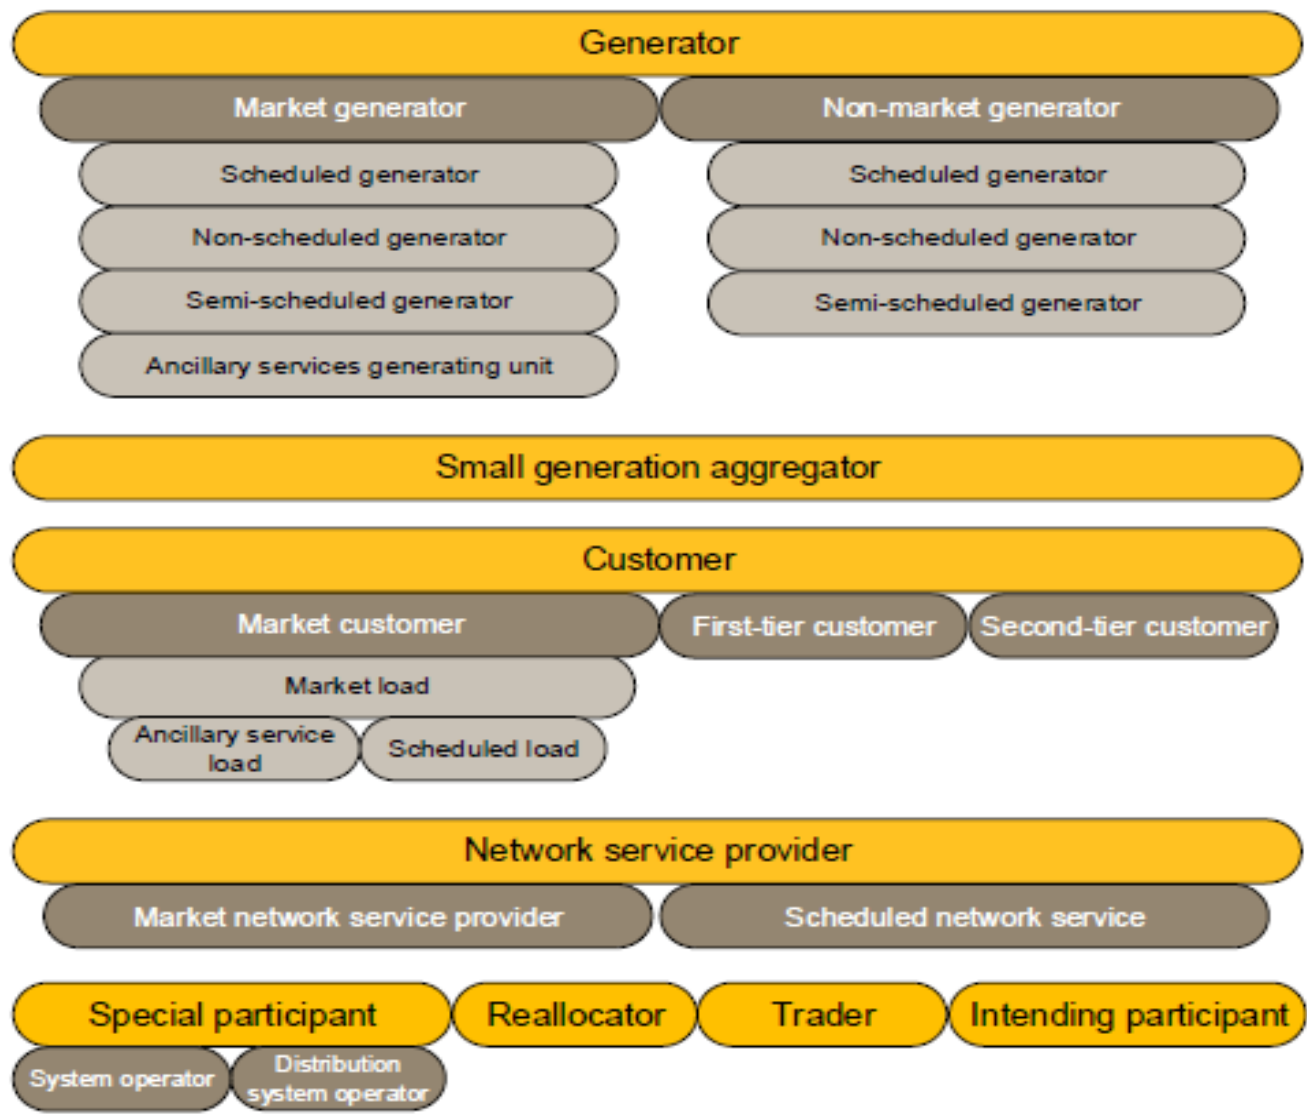 Generator
Market generator
Non-market generator
Scheduled generator
Scheduled generator
Non-scheduled generator
Non-scheduled generator
Semi-scheduled generator
Semi-scheduled generator
Ancillary services generating unit
Small generation aggregator
Customer
Market customer
First-tier customer
Second-tier customer
Market load
Ancillary service
load
Scheduled load
Network service provider
Market network service provider
Scheduled network service
Special participant
Reallocator
Trader
Intending participant
System operator
Distribution
system operator